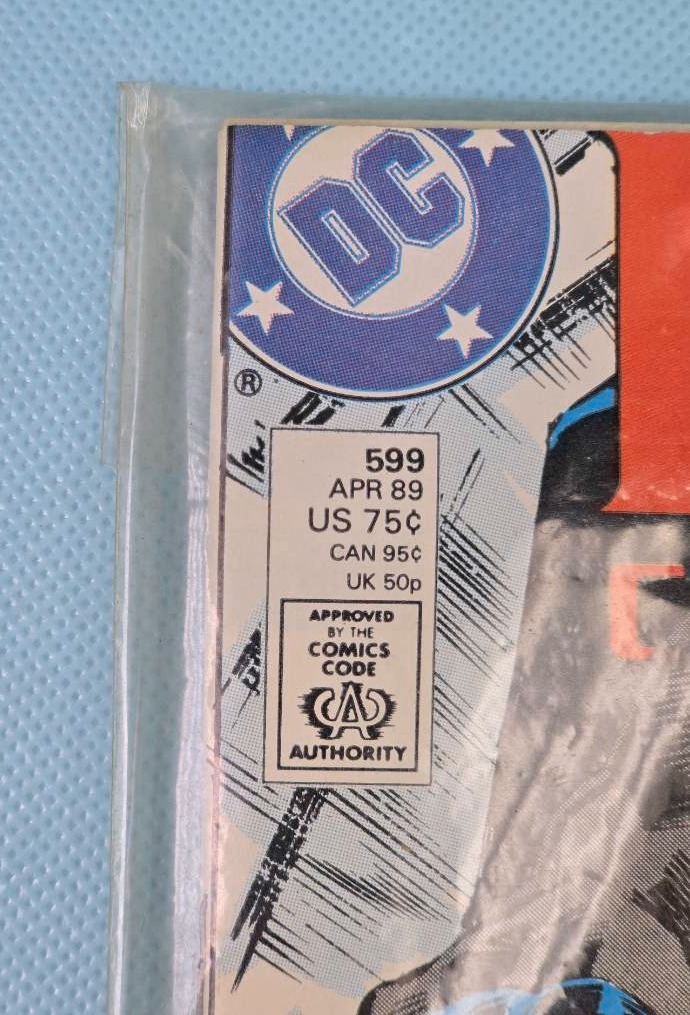 DC
®
599
APR 89
US 75¢
CAN 95¢
UK 50p
APPROVED
BY THE
COMICS
CODE
CA
AUTHORITY